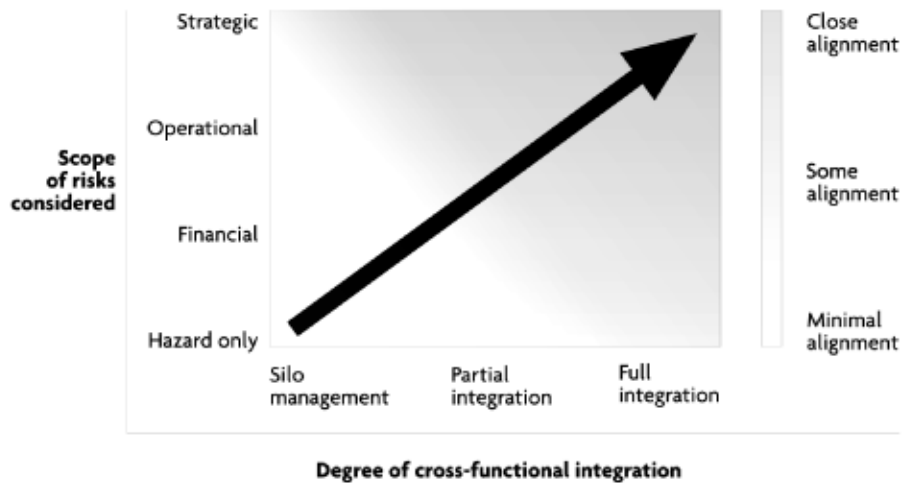 Strategic
Operational
Financial
Hazard only
Scope
of risks
considered
Close
alignment
Some
alignment
Minimal
alignment
Silo
management
Partial
integration
Full
integration
Degree of cross-functional integration